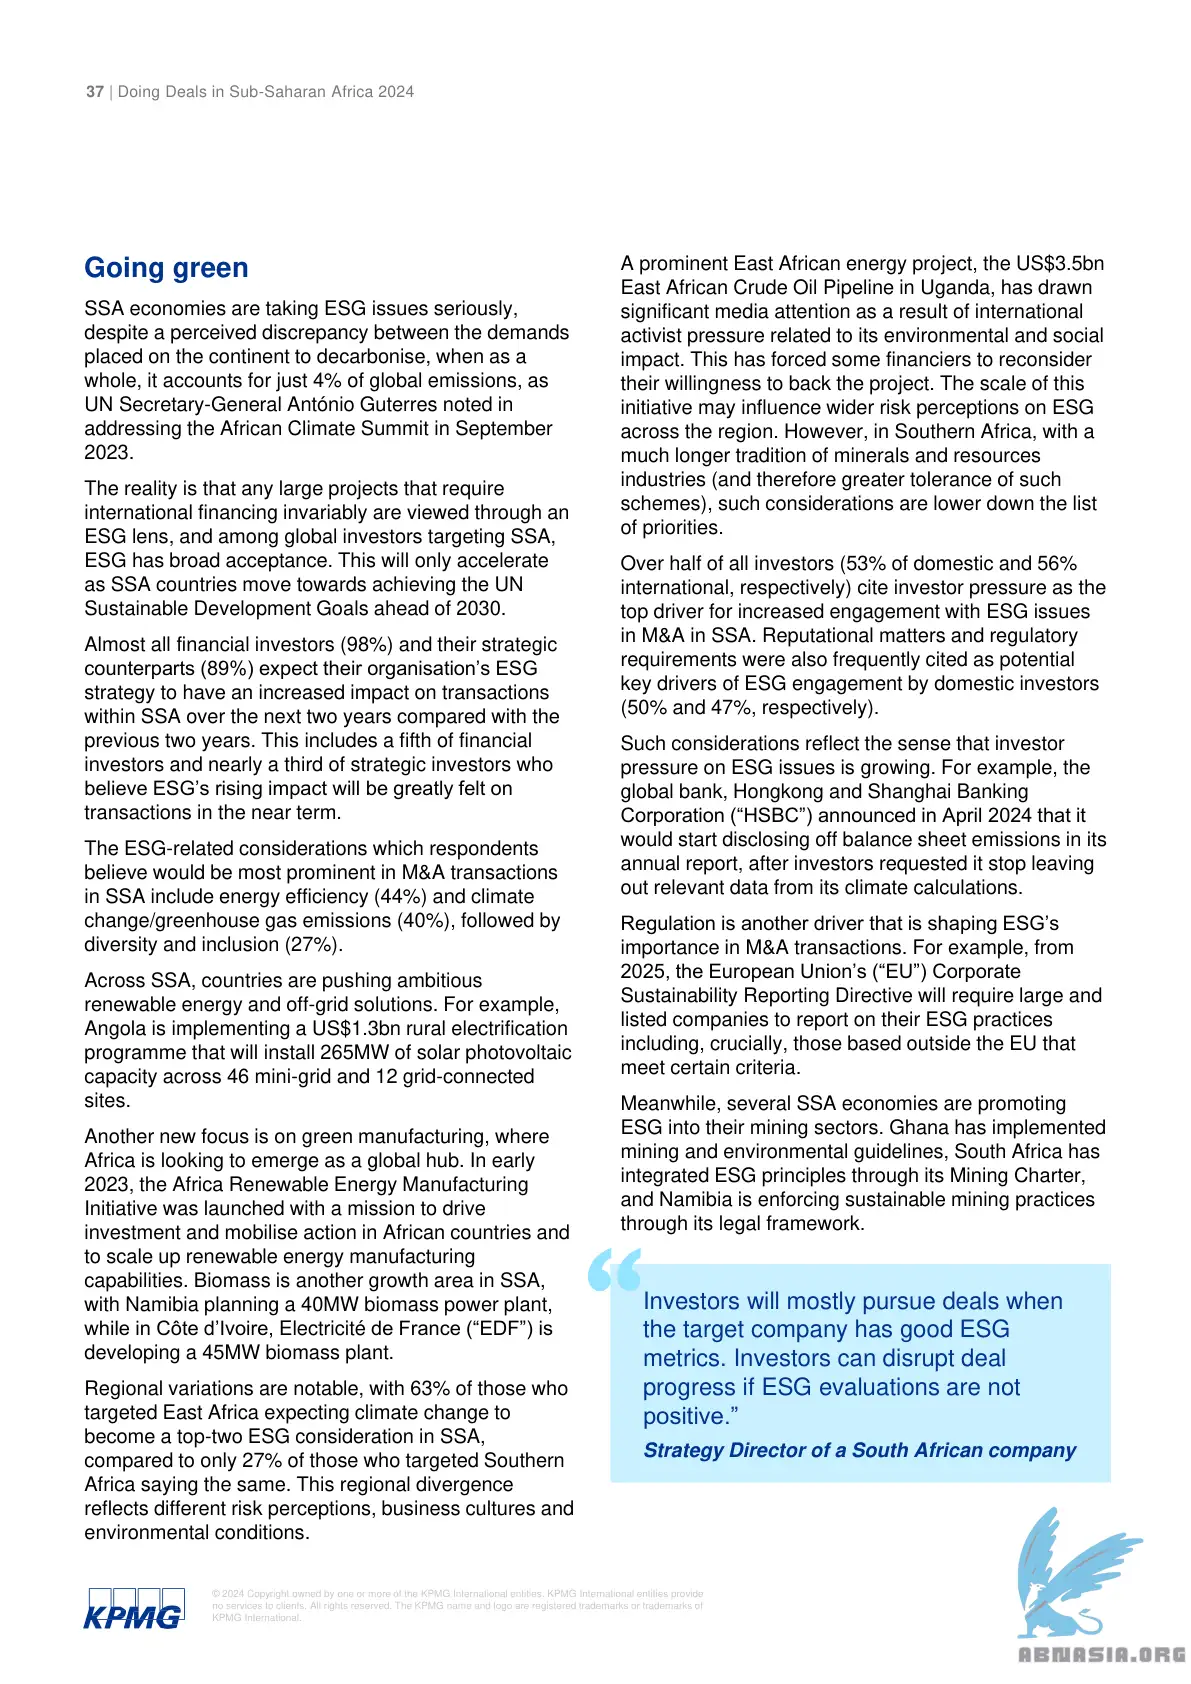 37 | Doing Deals in Sub-Saharan Africa 2024
Going green
SSA economies are taking ESG issues seriously,
despite a perceived discrepancy between the demands
placed on the continent to decarbonise, when as a
whole, it accounts for just 4% of global emissions, as
UN Secretary-General António Guterres noted in
addressing the African Climate Summit in September
2023.
The reality is that any large projects that require
international financing invariably are viewed through an
ESG lens, and among global investors targeting SSA,
ESG has broad acceptance. This will only accelerate
as SSA countries move towards achieving the UN
Sustainable Development Goals ahead of 2030.
Almost all financial investors (98%) and their strategic
counterparts (89%) expect their organisation’s ESG
strategy to have an increased impact on transactions
within SSA over the next two years compared with the
previous two years. This includes a fifth of financial
investors and nearly a third of strategic investors who
believe ESG’s rising impact will be greatly felt on
transactions in the near term.
The ESG-related considerations which respondents
believe would be most prominent in M&A transactions
in SSA include energy efficiency (44%) and climate
change/greenhouse gas emissions (40%), followed by
diversity and inclusion (27%).
Across SSA, countries are pushing ambitious
renewable energy and off-grid solutions. For example,
Angola is implementing a US$1.3bn rural electrification
programme that will install 265MW of solar photovoltaic
capacity across 46 mini-grid and 12 grid-connected
sites.
Another new focus is on green manufacturing, where
Africa is looking to emerge as a global hub. In early
2023, the Africa Renewable Energy Manufacturing
Initiative was launched with a mission to drive
investment and mobilise action in African countries and
to scale up renewable energy manufacturing
capabilities. Biomass is another growth area in SSA,
with Namibia planning a 40MW biomass power plant,
while in Côte d’Ivoire, Electricité de France (“EDF”) is
developing a 45MW biomass plant.
Regional variations are notable, with 63% of those who
targeted East Africa expecting climate change to
become a top-two ESG consideration in SSA,
compared to only 27% of those who targeted Southern
Africa saying the same. This regional divergence
reflects different risk perceptions, business cultures and
environmental conditions.
A prominent East African energy project, the US$3.5bn
East African Crude Oil Pipeline in Uganda, has drawn
significant media attention as a result of international
activist pressure related to its environmental and social
impact. This has forced some financiers to reconsider
their willingness to back the project. The scale of this
initiative may influence wider risk perceptions on ESG
across the region. However, in Southern Africa, with a
much longer tradition of minerals and resources
industries (and therefore greater tolerance of such
schemes), such considerations are lower down the list
of priorities.
Over half of all investors (53% of domestic and 56%
international, respectively) cite investor pressure as the
top driver for increased engagement with ESG issues
in M&A in SSA. Reputational matters and regulatory
requirements were also frequently cited as potential
key drivers of ESG engagement by domestic investors
(50% and 47%, respectively).
Such considerations reflect the sense that investor
pressure on ESG issues is growing. For example, the
global bank, Hongkong and Shanghai Banking
Corporation (“HSBC”) announced in April 2024 that it
would start disclosing off balance sheet emissions in its
annual report, after investors requested it stop leaving
out relevant data from its climate calculations.
Regulation is another driver that is shaping ESG’s
importance in M&A transactions. For example, from
2025, the European Union’s (“EU”) Corporate
Sustainability Reporting Directive will require large and
listed companies to report on their ESG practices
including, crucially, those based outside the EU that
meet certain criteria.
Meanwhile, several SSA economies are promoting
ESG into their mining sectors. Ghana has implemented
mining and environmental guidelines, South Africa has
integrated ESG principles through its Mining Charter,
and Namibia is enforcing sustainable mining practices
through its legal framework.
“
Investors will mostly pursue deals when
the target company has good ESG
metrics. Investors can disrupt deal
progress if ESG evaluations are not
positive.”
Strategy Director of a South African company
KPMG
© 2024 Copyright owned by one or more of the KPMG International entities. KPMG International entities provide
no services to clients. All rights reserved. The KPMG name and logo are registered trademarks or trademarks of
KPMG International.
ABNASIA.ORG